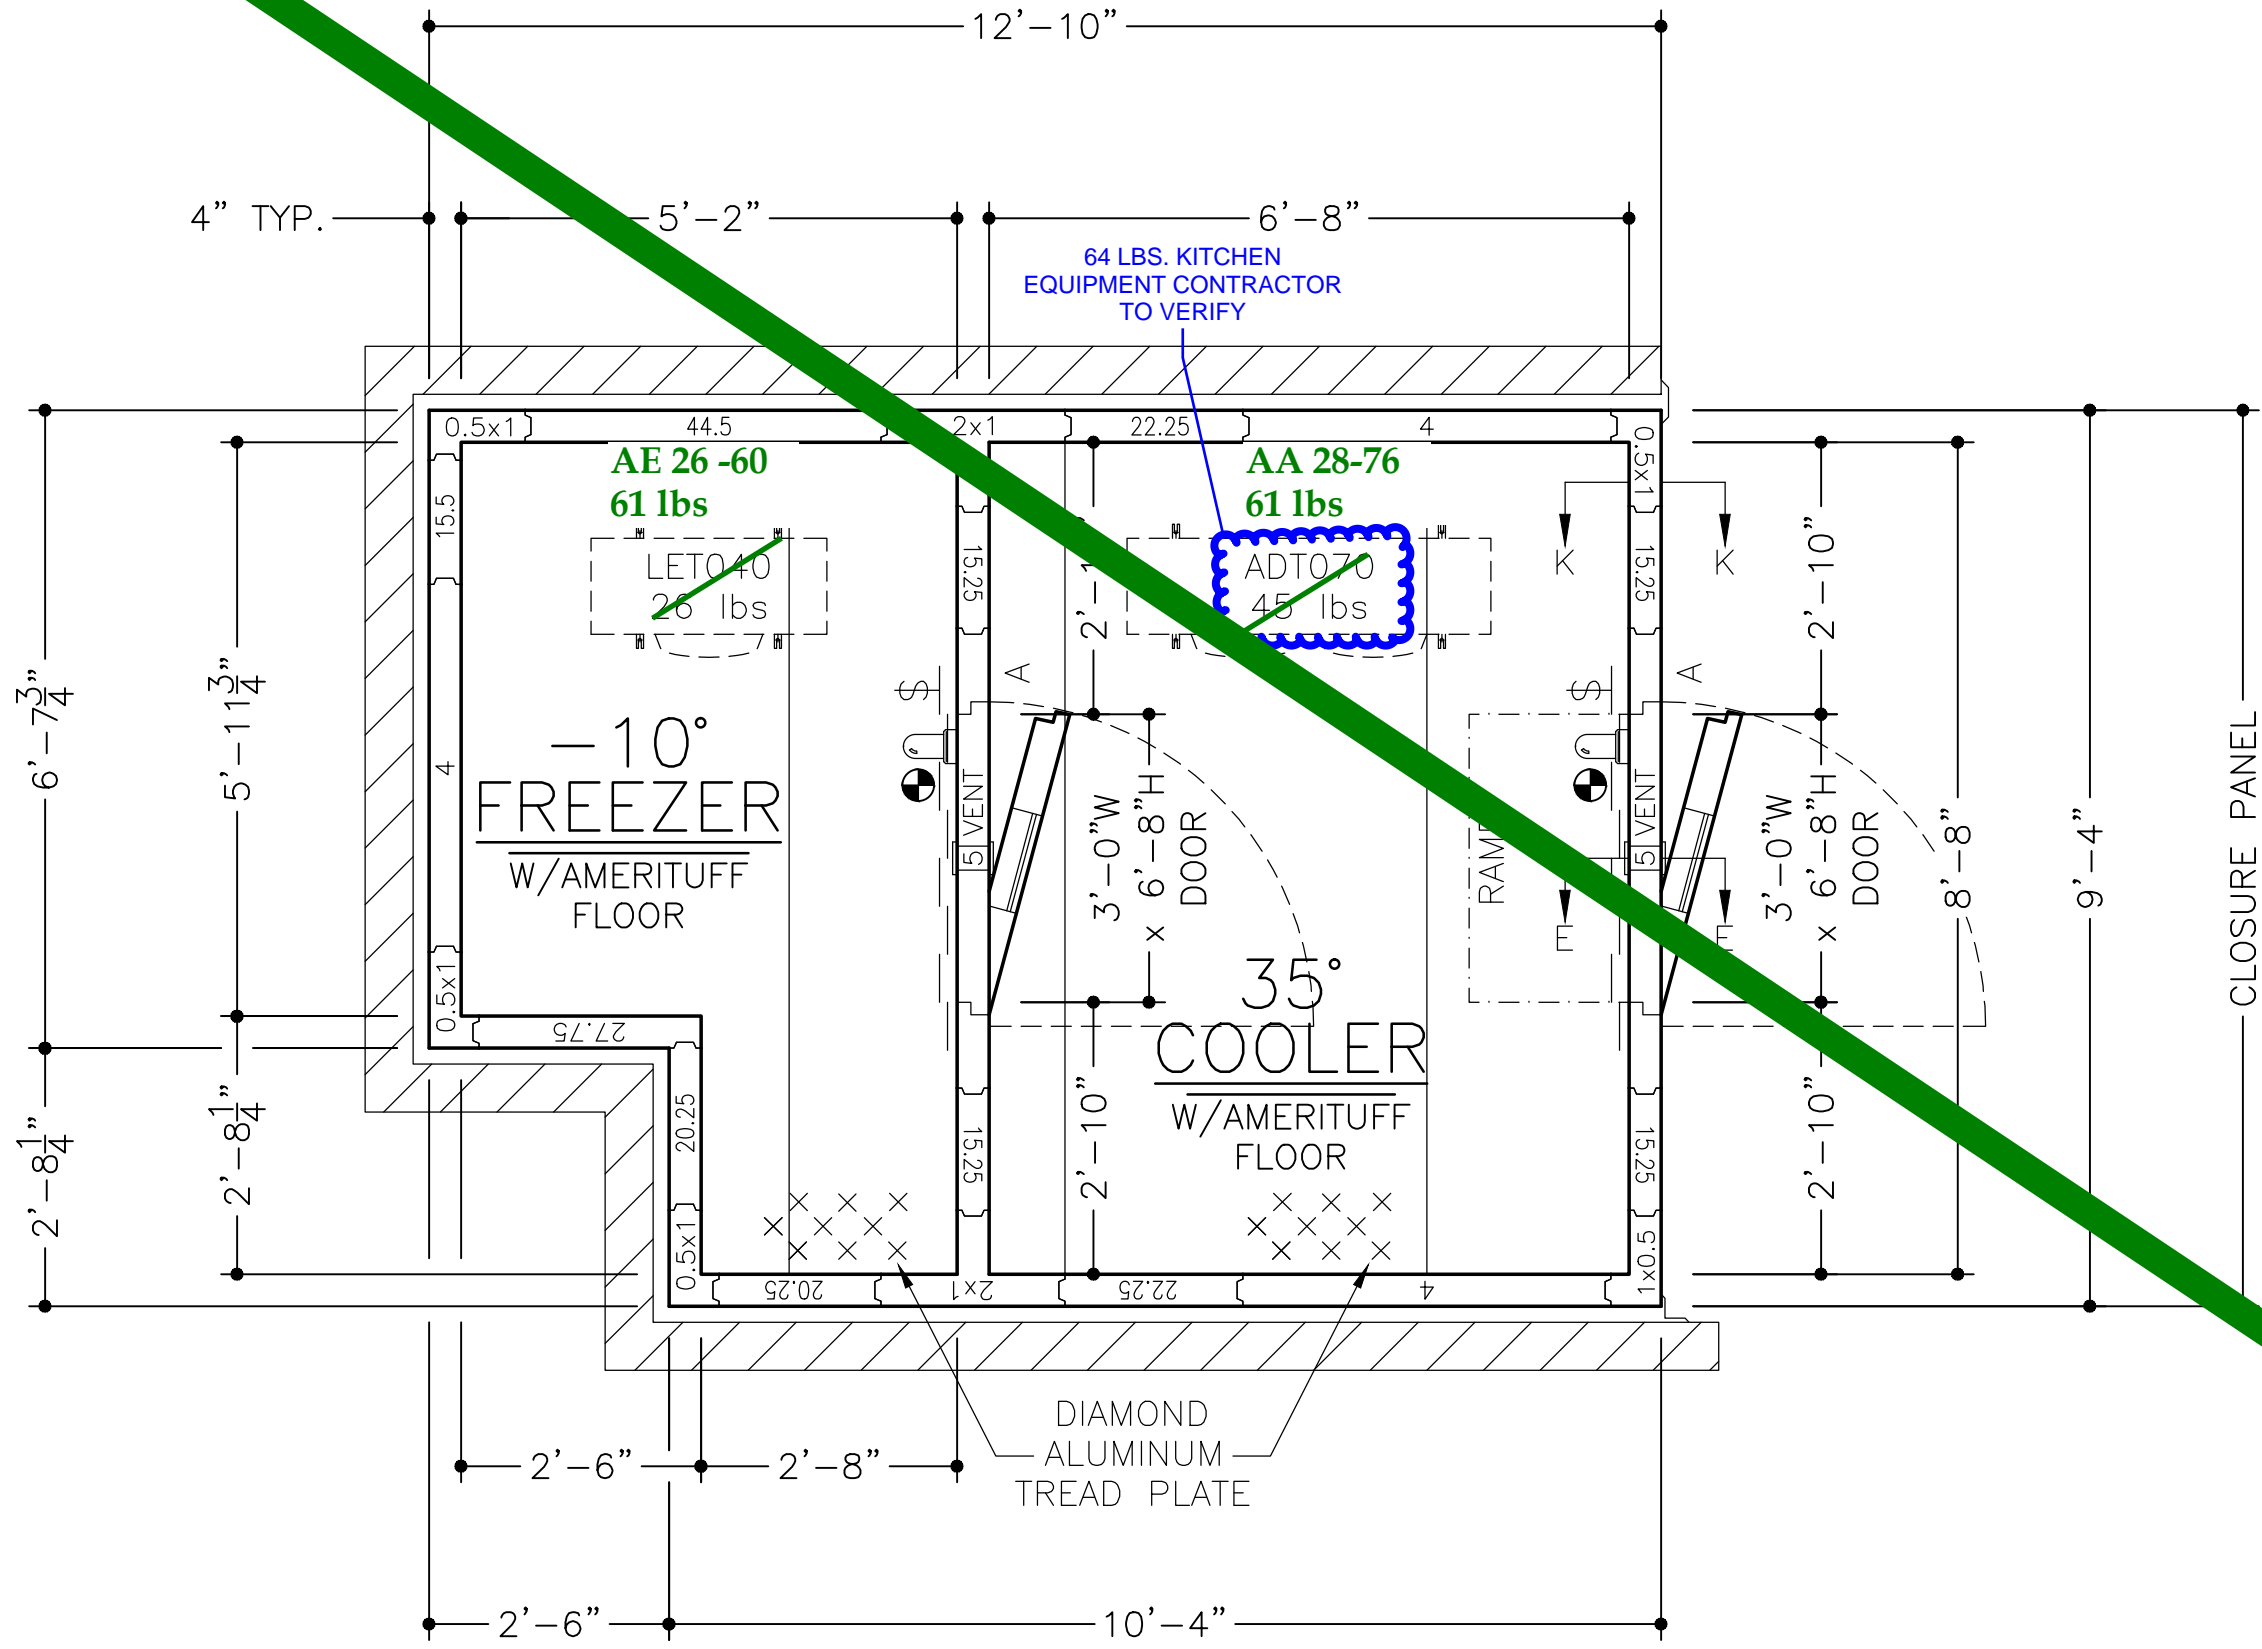 12'-10"
4" TYP.
5'-2"
6'-8"
64 LBS. KITCHEN
EQUIPMENT CONTRACTOR
TO VERIFY
0.5x1
44.5
2x1
22.25
4
0.5x1
AE 26 -60
61 lbs
AA 28-76
61 lbs
LET040
26 lbs
ADT070
45 lbs
15.5
15.25
15.25
K
K
2'-10"
6'-7 3/4"
5'-11 3/4"
4
$
A
$
A
-10°
FREEZER
W/AMERITUFF
FLOOR
5 VENT
3'-0"W
x 6'-8"H
DOOR
5 VENT
3'-0"W
x 6'-8"H
DOOR
8'-8"
9'-4"
CLOSURE PANEL
E
E
35°
COOLER
W/AMERITUFF
FLOOR
0.5x1
27.75
2'-8 1/4"
2'-8 1/4"
20.25
0.5x1
2'-10"
2'-10"
15.25
15.25
1x0.5
20.25
2x1
22.25
4
DIAMOND
ALUMINUM
TREAD PLATE
2'-6"
2'-8"
2'-6"
10'-4"